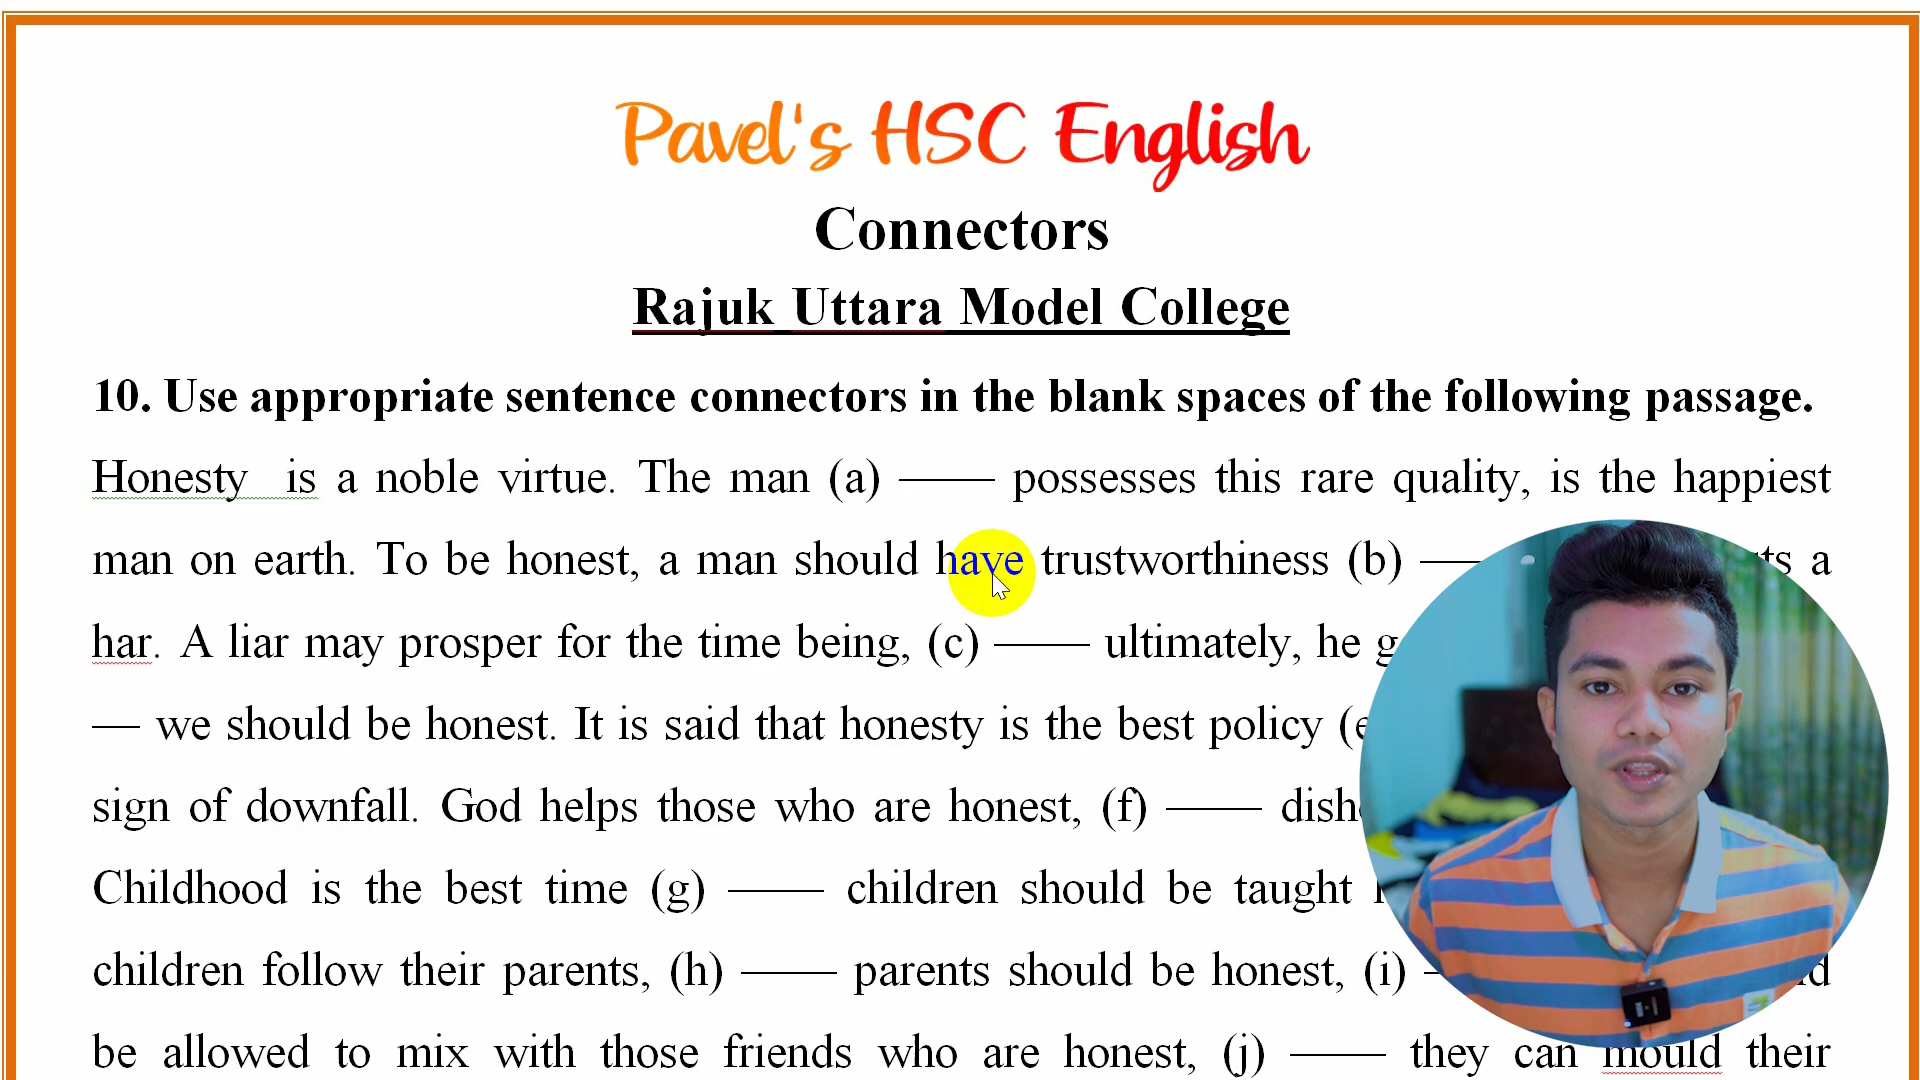 Pavel's HSC English
Connectors
Rajuk Uttara Model College
10. Use appropriate sentence connectors in the blank spaces of the following passage.
Honesty is a noble virtue. The man (a) —— possesses this rare quality, is the happiest
man on earth. To be honest, a man should have trustworthiness (b) —— a
har. A liar may prosper for the time being, (c) —— ultimately, he
— we should be honest. It is said that honesty is the best policy
sign of downfall. God helps those who are honest, (f) ——
Childhood is the best time (g) —— children should be taught
children follow their parents, (h) —— parents should be honest, (i)
be allowed to mix with those friends who are honest, (j) —— they can mould their